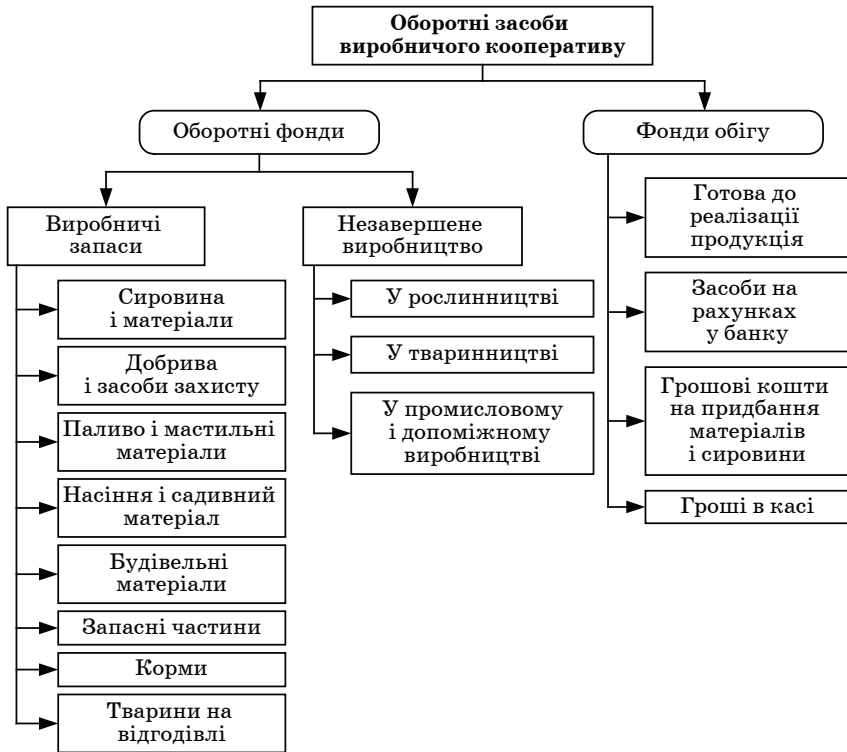 Оборотні засоби
виробничого кооперативу
Оборотні фонди
Фонди обігу
Виробничі
запаси
Незавершене
виробництво
Сировина
і матеріали
Добрива
і засоби захисту
Паливо і мастильні
матеріали
Насіння і садивний
матеріал
Будівельні
матеріали
Запасні частини
Корми
Тварини на
відгодівлі
У рослинництві
У тваринництві
У промисловому
і допоміжному
виробництві
Готова до
реалізації
продукція
Засоби на
рахунках
у банку
Грошові кошти
на придбання
матеріалів
і сировини
Гроші в касі